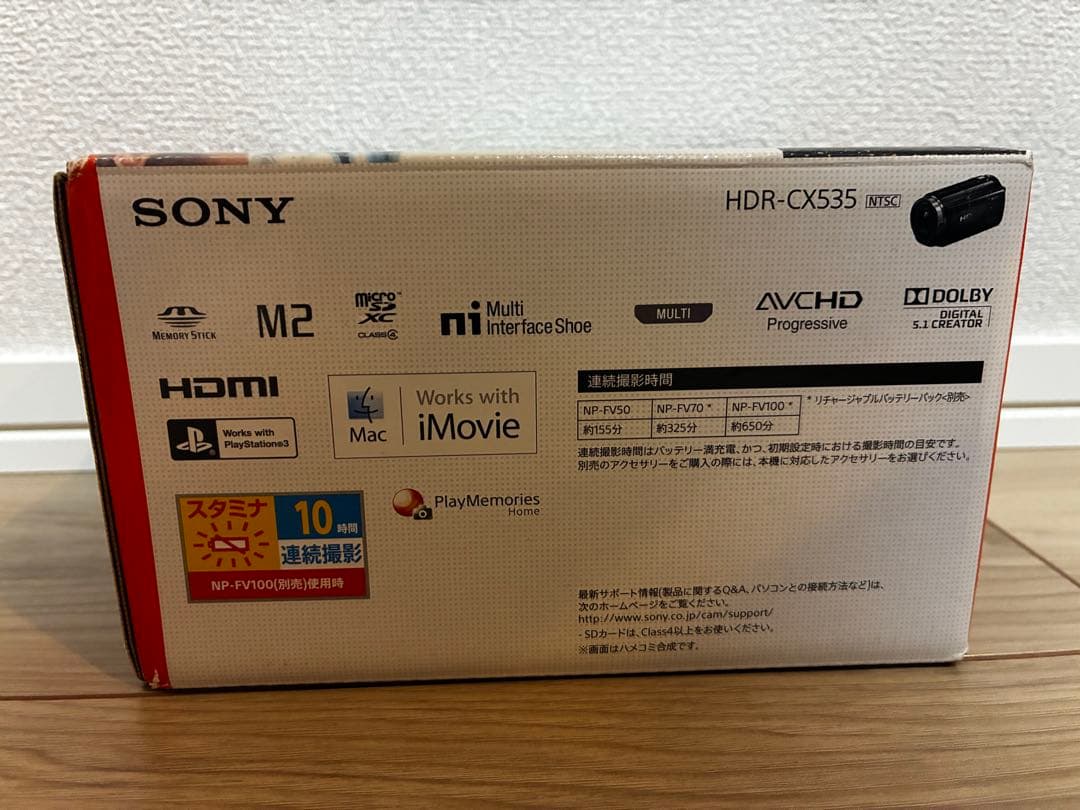 SONY
HDR-CX535 NTSC
MEMORY STICK
M2
micro SD XC
CLASS4
Multi
Interface Shoe
MULTI
AVCHD
Progressive
DOLBY
DIGITAL
5.1 CREATOR
HDMI
Works with
PlayStation®3
Mac
Works with
iMovie
連続撮影時間
NP-FV50 NP-FV70 * NP-FV100 *
約155分 約325分 約650分
* リチャージャブルバッテリーパック<別売>
連続撮影時間はバッテリー満充電、かつ、初期設定時における撮影時間の目安です。
別売のアクセサリーをご購入の際には、本機に対応したアクセサリーをお選びください。
スタミナ
10時間
連続撮影
NP-FV100(別売)使用時
PlayMemories
Home
最新サポート情報(製品に関するQ&A、パソコンとの接続方法など)は、
次のホームページをご覧ください。
http://www.sony.co.jp/cam/support/
- SDカードは、Class4以上をお使いください。
※画面はハメコミ合成です。